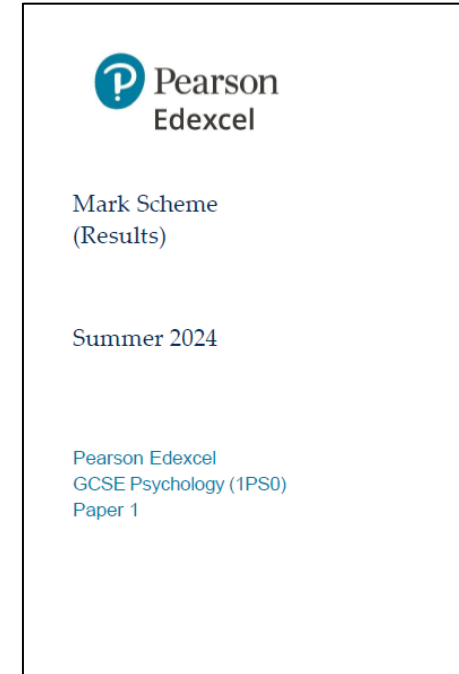 Pearson
Edexcel
Mark Scheme
(Results)
Summer 2024
Pearson Edexcel
GCSE Psychology (1PS0)
Paper 1